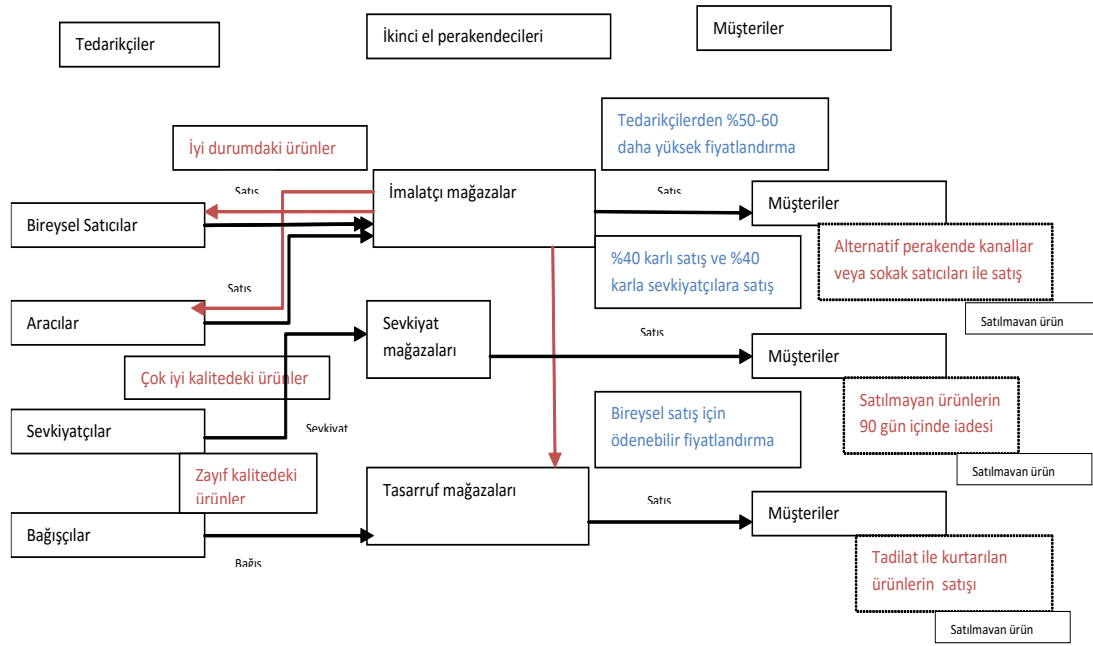 Tedarikçiler
İkinci el perakendecileri
Müşteriler
İyi durumdaki ürünler
Tedarikçilerden %50-60
daha yüksek fiyatlandırma
Satış
İmalatçı mağazalar
Satış
Müşteriler
Bireysel Satıcılar
Alternatif perakende kanallar
veya sokak satıcıları ile satış
%40 karlı satış ve %40
karla sevkiyatçılara satış
Satış
Aracılar
Sevkiyat
mağazaları
Satış
Satılmayan ürün
Müşteriler
Çok iyi kalitedeki ürünler
Satılmayan ürünlerin
90 gün içinde iadesi
Bireysel satış için
ödenebilir fiyatlandırma
Sevkiyatçılar
Sevkiyat
Zayıf kalitedeki
ürünler
Satılmayan ürün
Tasarruf mağazaları
Satış
Müşteriler
Bağışçılar
Bağış
Tadilat ile kurtarılan
ürünlerin satışı
Satılmayan ürün